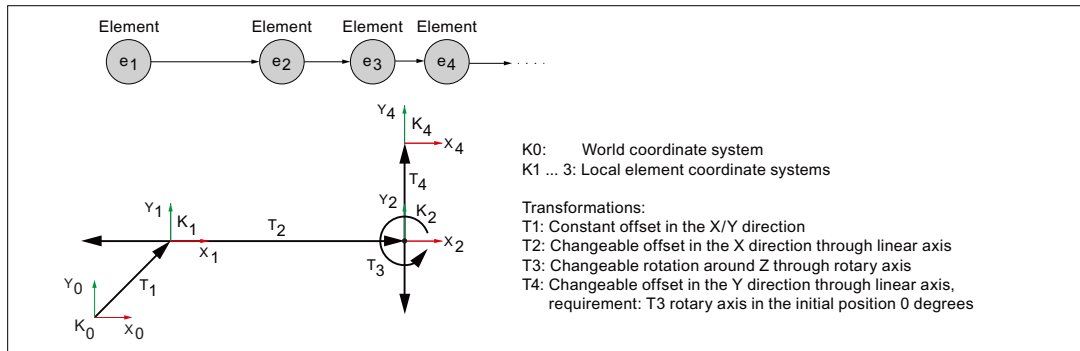 Element Element Element Element
e1 e2 e3 e4 . . . .
Y4
K4
X4
T4
K0: World coordinate system
K1 ... 3: Local element coordinate systems
Y1
K1
X1
T2
Y2
K2
X2
T3
T1
Y0
K0
X0
Transformations:
T1: Constant offset in the X/Y direction
T2: Changeable offset in the X direction through linear axis
T3: Changeable rotation around Z through rotary axis
T4: Changeable offset in the Y direction through linear axis,
requirement: T3 rotary axis in the initial position 0 degrees